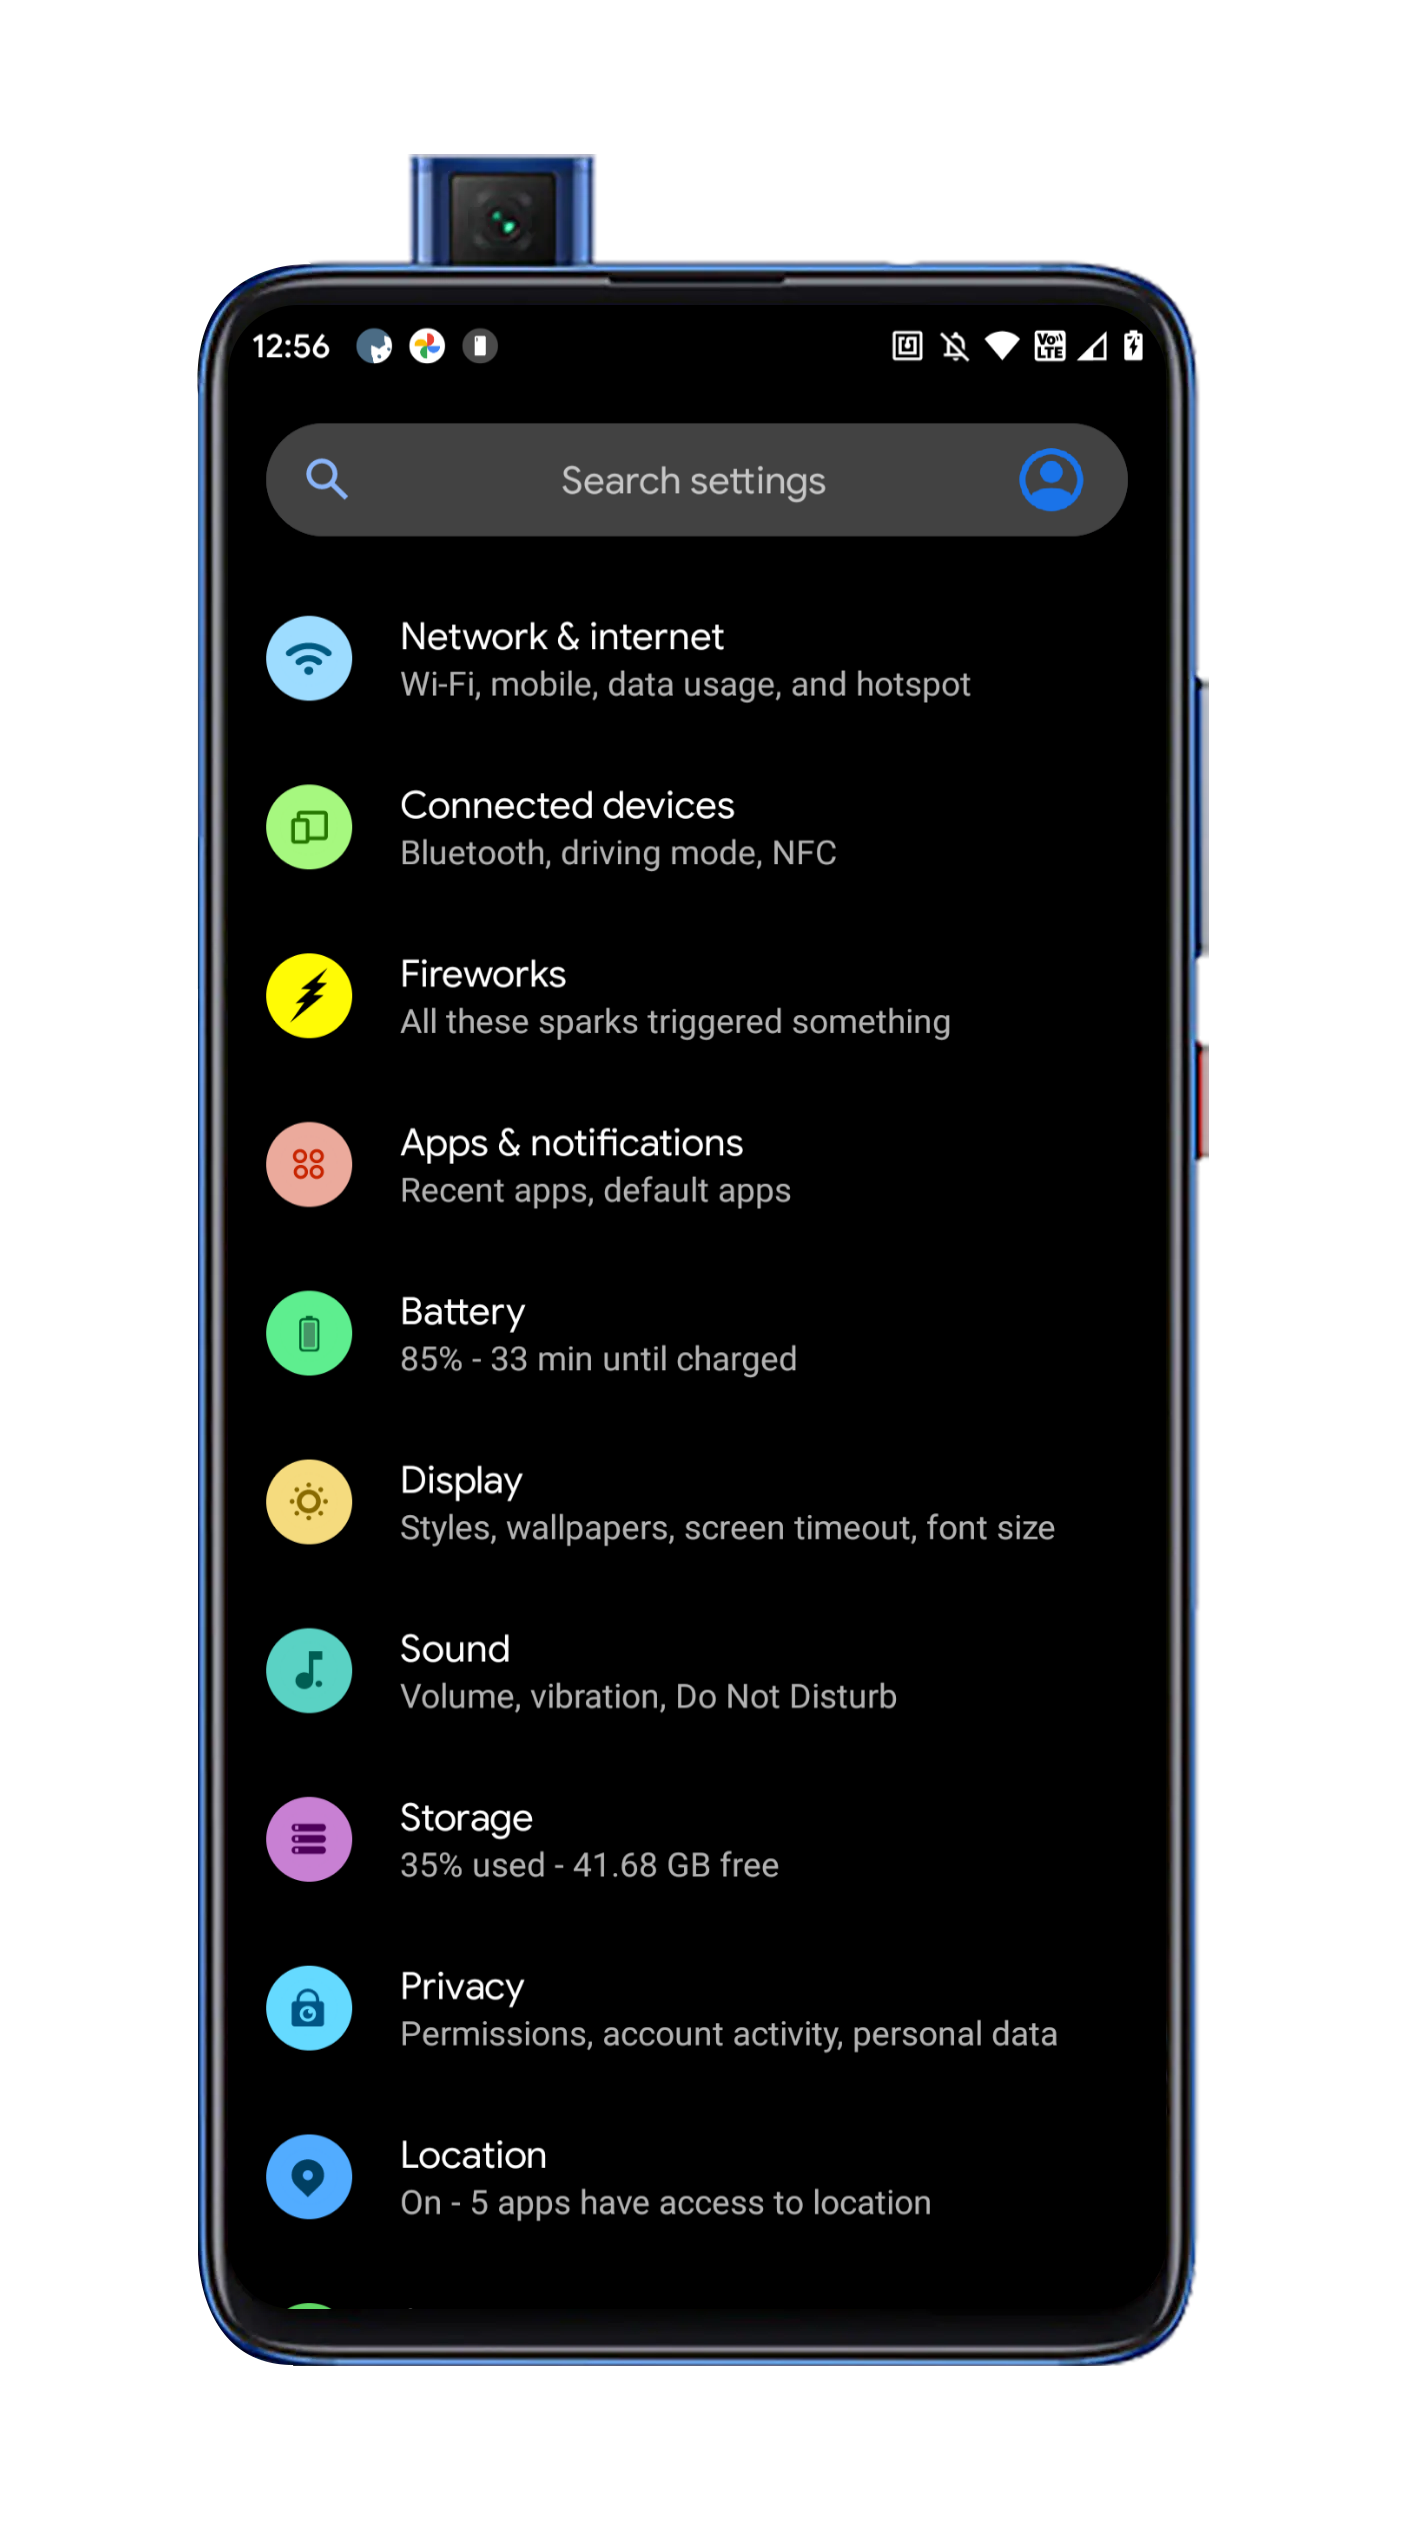 12:56
Vo)) LTE
Search settings
Network & internet
Wi-Fi, mobile, data usage, and hotspot
Connected devices
Bluetooth, driving mode, NFC
Fireworks
All these sparks triggered something
Apps & notifications
Recent apps, default apps
Battery
85% - 33 min until charged
Display
Styles, wallpapers, screen timeout, font size
Sound
Volume, vibration, Do Not Disturb
Storage
35% used - 41.68 GB free
Privacy
Permissions, account activity, personal data
Location
On - 5 apps have access to location